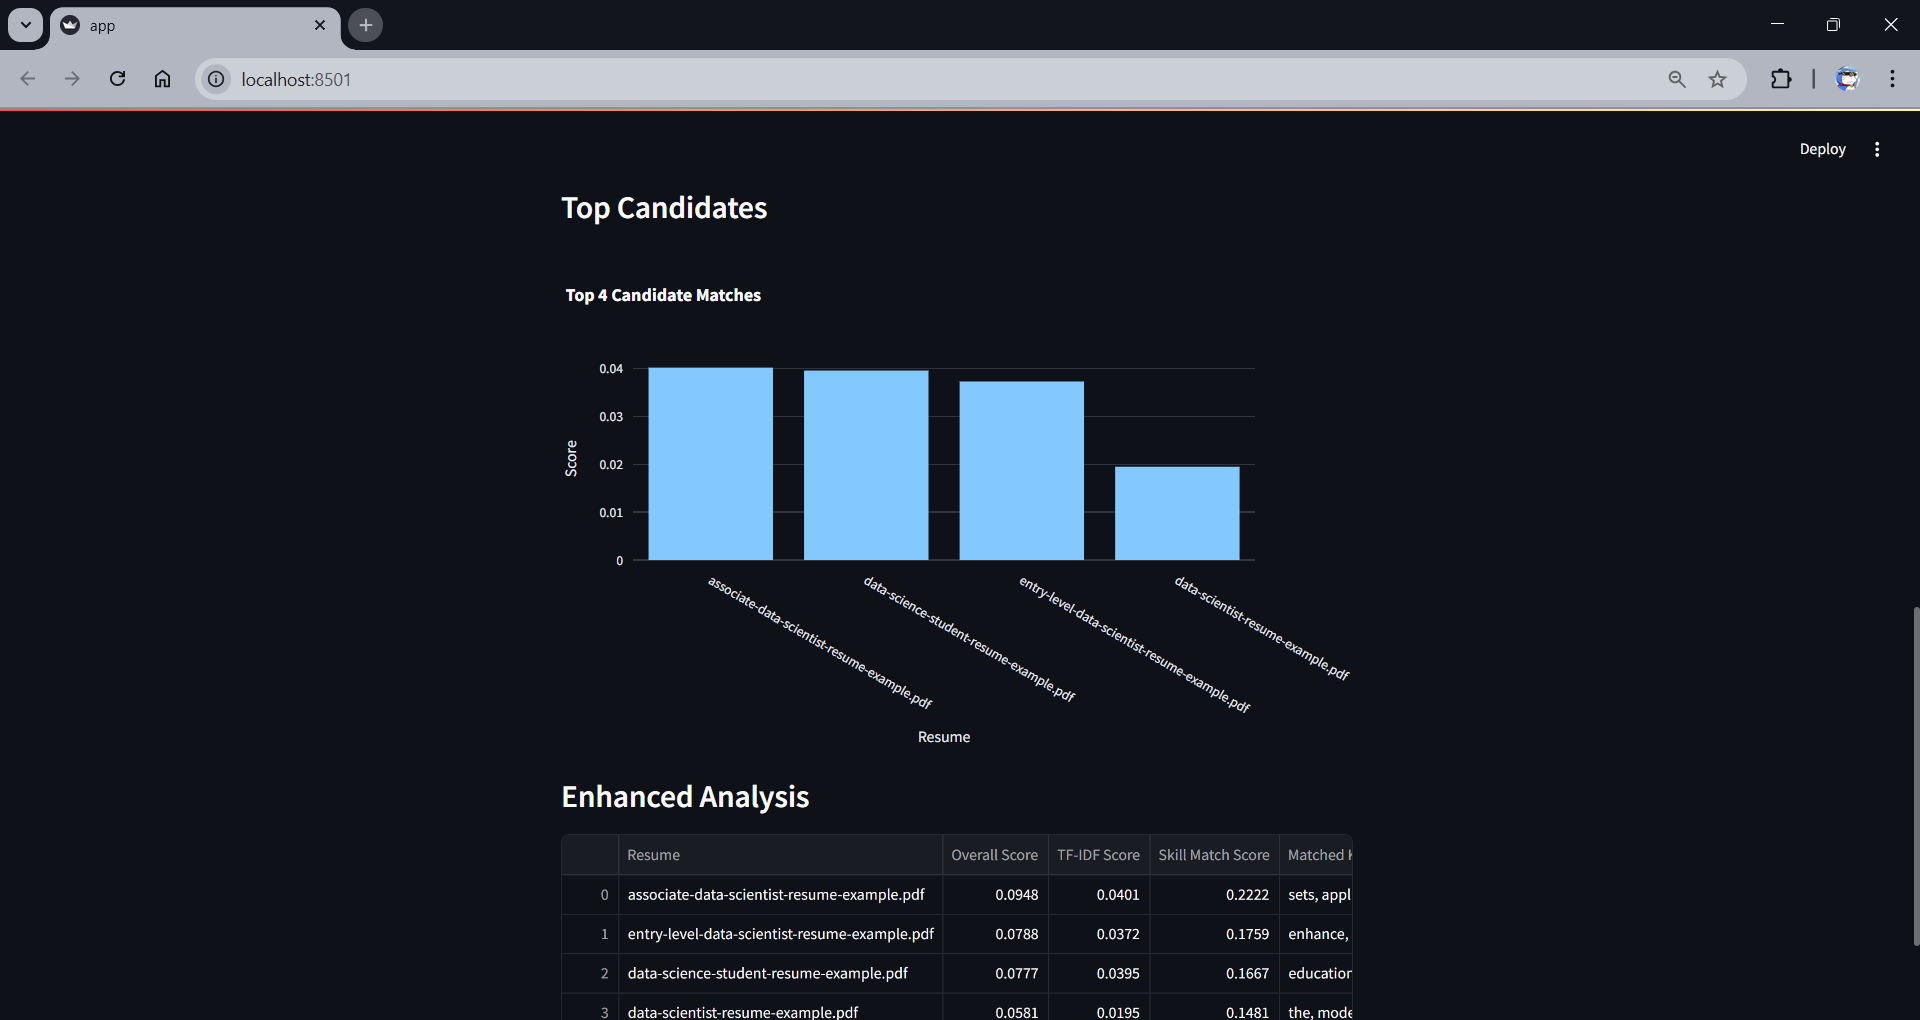 app
localhost:8501
Deploy
Top Candidates
Top 4 Candidate Matches
0.04
0.03
0.02
0.01
0
Score
associate-data-scientist-resume-example.pdf
data-science-student-resume-example.pdf
entry-level-data-scientist-resume-example.pdf
data-scientist-resume-example.pdf
Resume
Enhanced Analysis
Resume Overall Score TF-IDF Score Skill Match Score Matched
0 associate-data-scientist-resume-example.pdf 0.0948 0.0401 0.2222 sets, appl
1 entry-level-data-scientist-resume-example.pdf 0.0788 0.0372 0.1759 enhance,
2 data-science-student-resume-example.pdf 0.0777 0.0395 0.1667 education
3 data-scientist-resume-example.pdf 0.0581 0.0195 0.1481 the, mode